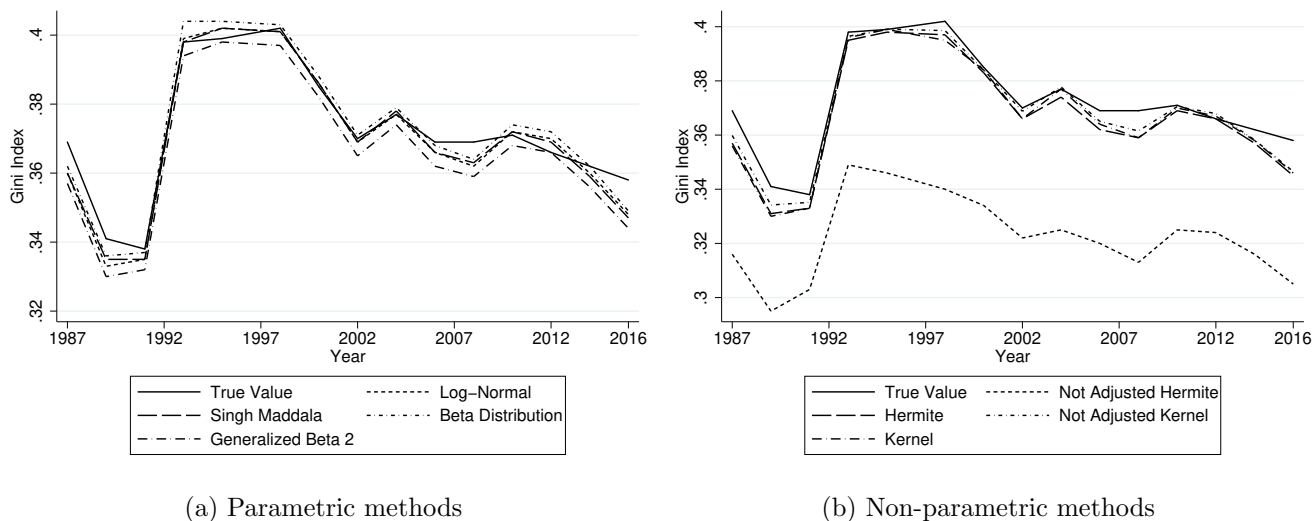 .4
.38
.36
.34
.32
Gini Index
1987 1992 1997 2002 2007 2012 2016
Year
True Value Log−Normal
Singh Maddala Beta Distribution
Generalized Beta 2
(a) Parametric methods
.4
.38
.36
.34
.32
.3
Gini Index
1987 1992 1997 2002 2007 2012 2016
Year
True Value Not Adjusted Hermite
Hermite Not Adjusted Kernel
Kernel
(b) Non-parametric methods